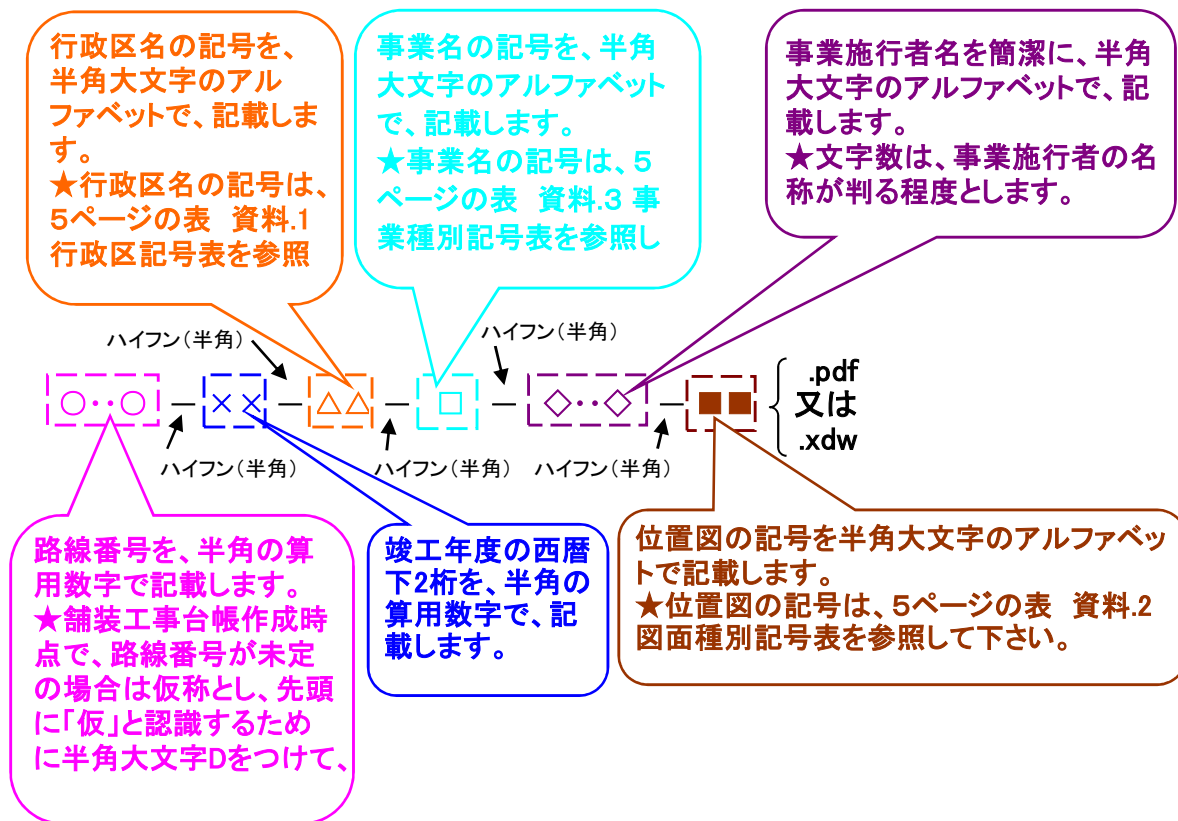 行政区名の記号を、
半角大文字のアル
ファベットで、記載しま
す。
★行政区名の記号は、
5ページの表 資料.1
行政区記号表を参照
事業名の記号を、半角
大文字のアルファベット
で、記載します。
★事業名の記号は、5
ページの表 資料.3 事
業種別記号表を参照し
事業施行者名を簡潔に、半角
大文字のアルファベットで、記
載します。
★文字数は、事業施行者の名
称が判る程度とします。
ハイフン(半角)
ハイフン(半角)
○・・○ — ×× — △△ — □ — ◇・・◇ — ■■
.pdf
又は
.xdw
ハイフン(半角)
ハイフン(半角)
ハイフン(半角)
路線番号を、半角の算
用数字で記載します。
★舗装工事台帳作成時
点で、路線番号が未定
の場合は仮称とし、先頭
に「仮」と認識するため
に半角大文字Dをつけて、
竣工年度の西暦
下2桁を、半角の
算用数字で、記
載します。
位置図の記号を半角大文字のアルファベッ
トで記載します。
★位置図の記号は、5ページの表 資料.2
図面種別記号表を参照して下さい。